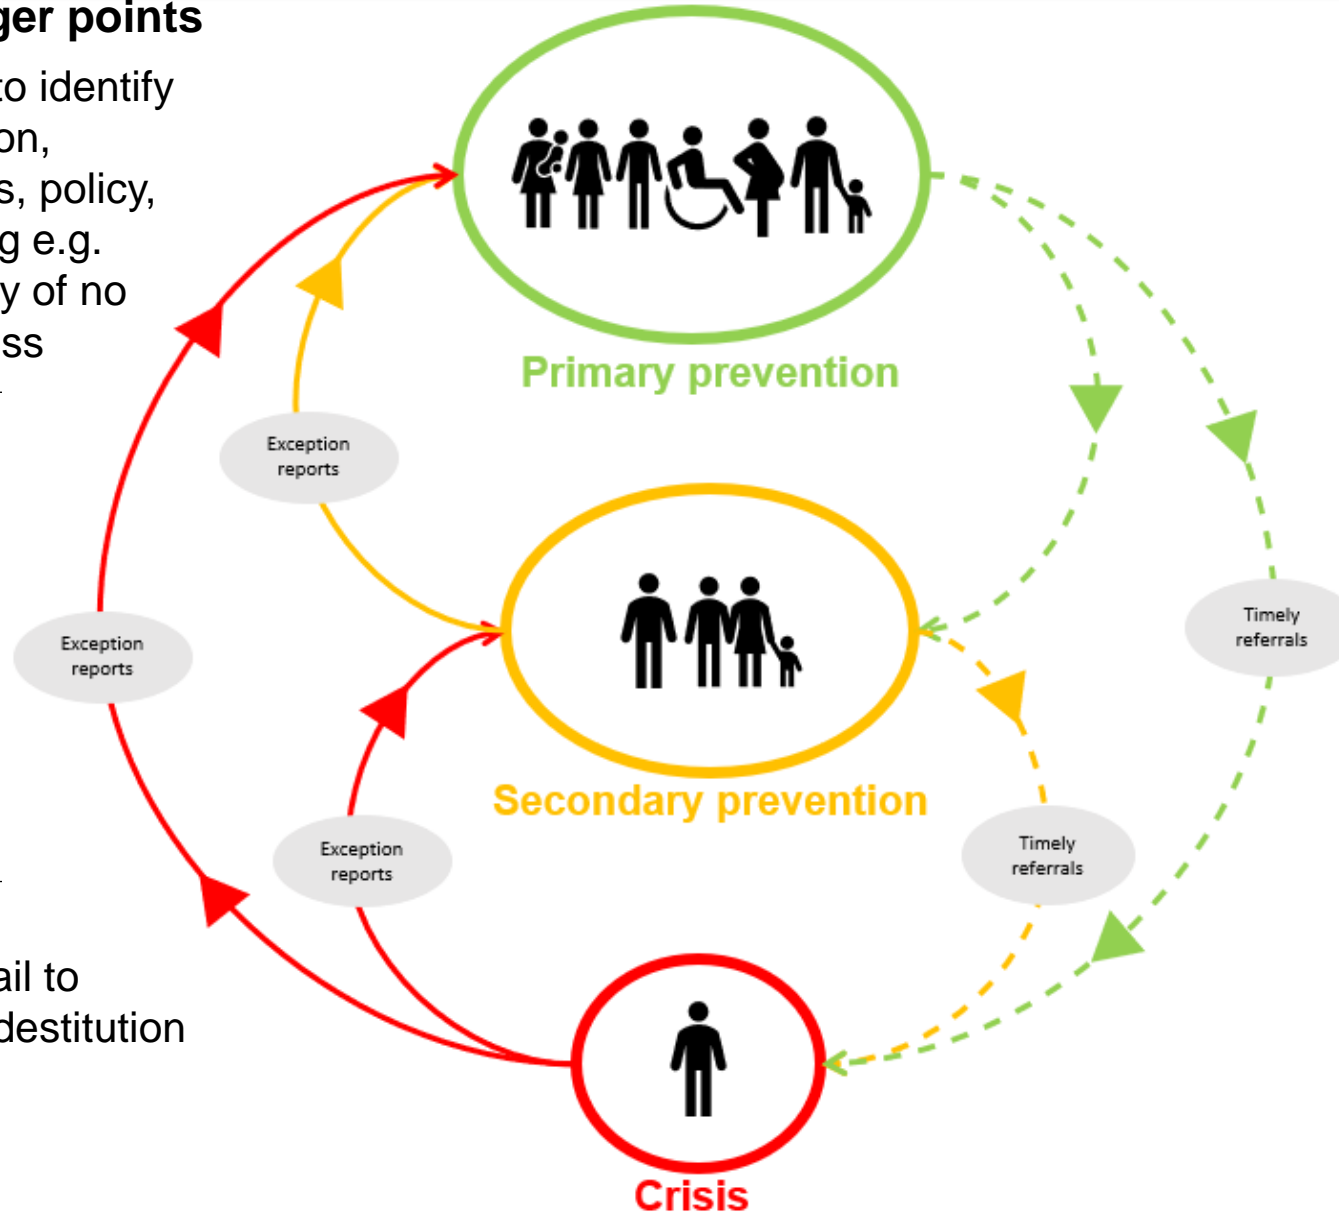 ger points
to identify
on,
s, policy,
g e.g.
y of no
ss
ail to
destitution
Primary prevention
Exception
reports
Exception
reports
Timely
referrals
Secondary prevention
Exception
reports
Timely
referrals
Crisis